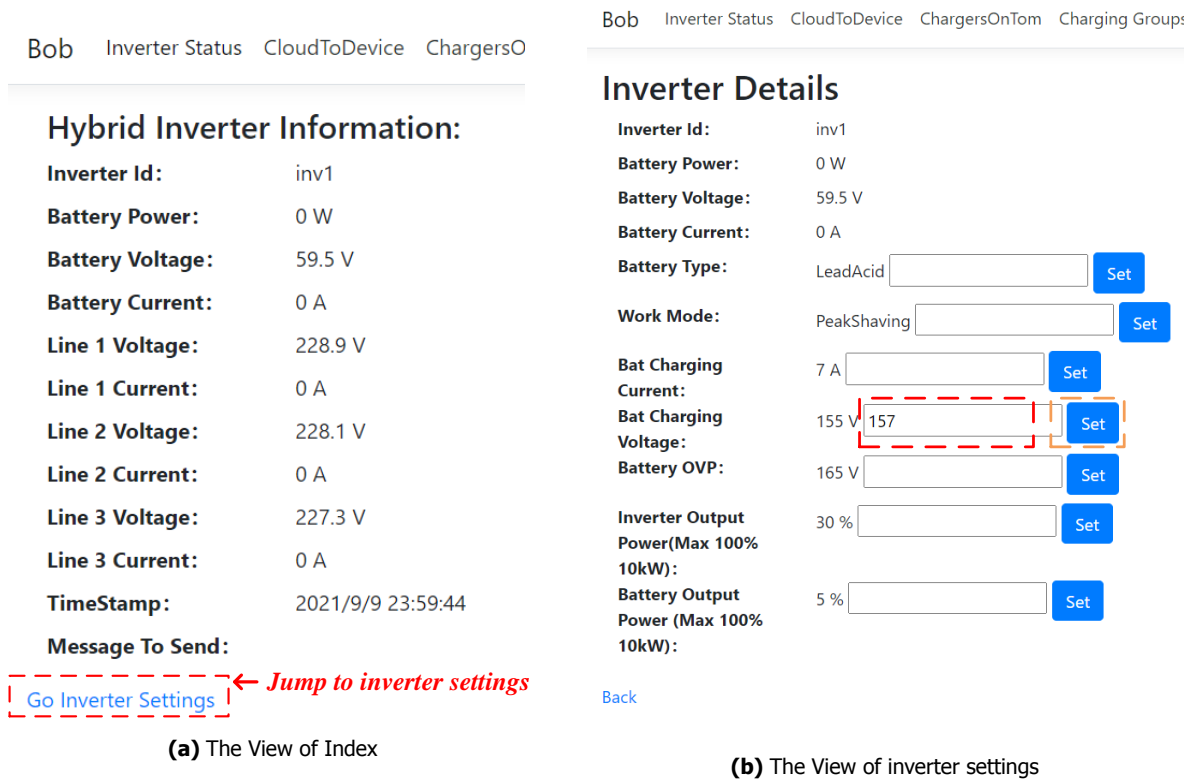 Bob Inverter Status CloudToDevice ChargersO
Hybrid Inverter Information:
Inverter Id: inv1
Battery Power: 0 W
Battery Voltage: 59.5 V
Battery Current: 0 A
Line 1 Voltage: 228.9 V
Line 1 Current: 0 A
Line 2 Voltage: 228.1 V
Line 2 Current: 0 A
Line 3 Voltage: 227.3 V
Line 3 Current: 0 A
TimeStamp: 2021/9/9 23:59:44
Message To Send:
Go Inverter Settings ← Jump to inverter settings
(a) The View of Index
Bob Inverter Status CloudToDevice ChargersOnTom Charging Groups
Inverter Details
Inverter Id: inv1
Battery Power: 0 W
Battery Voltage: 59.5 V
Battery Current: 0 A
Battery Type: LeadAcid Set
Work Mode: PeakShaving Set
Bat Charging
Current: 7 A Set
Bat Charging
Voltage: 155 V 157 Set
Battery OVP: 165 V Set
Inverter Output 30 % Set
Power(Max 100%
10kW):
Battery Output 5 % Set
Power (Max 100%
10kW):
Back
(b) The View of inverter settings